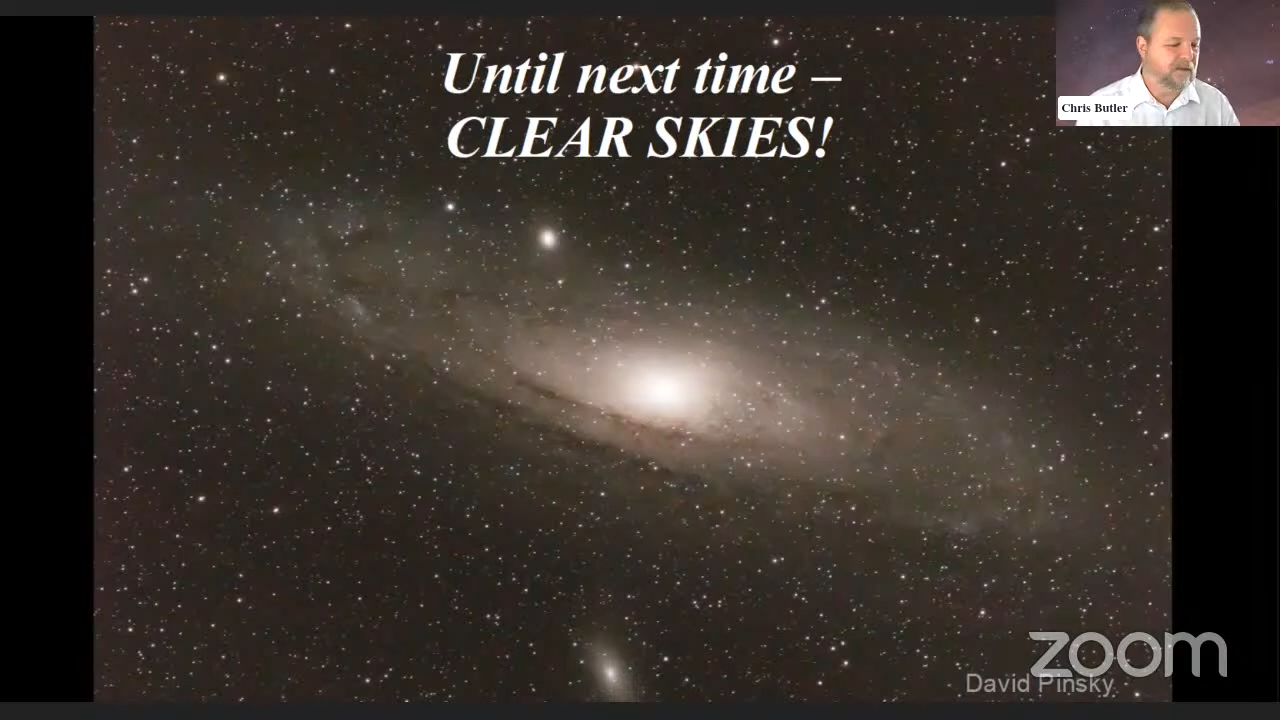 Until next time –
CLEAR SKIES!
Chris Butler
zoom
David Pinsky